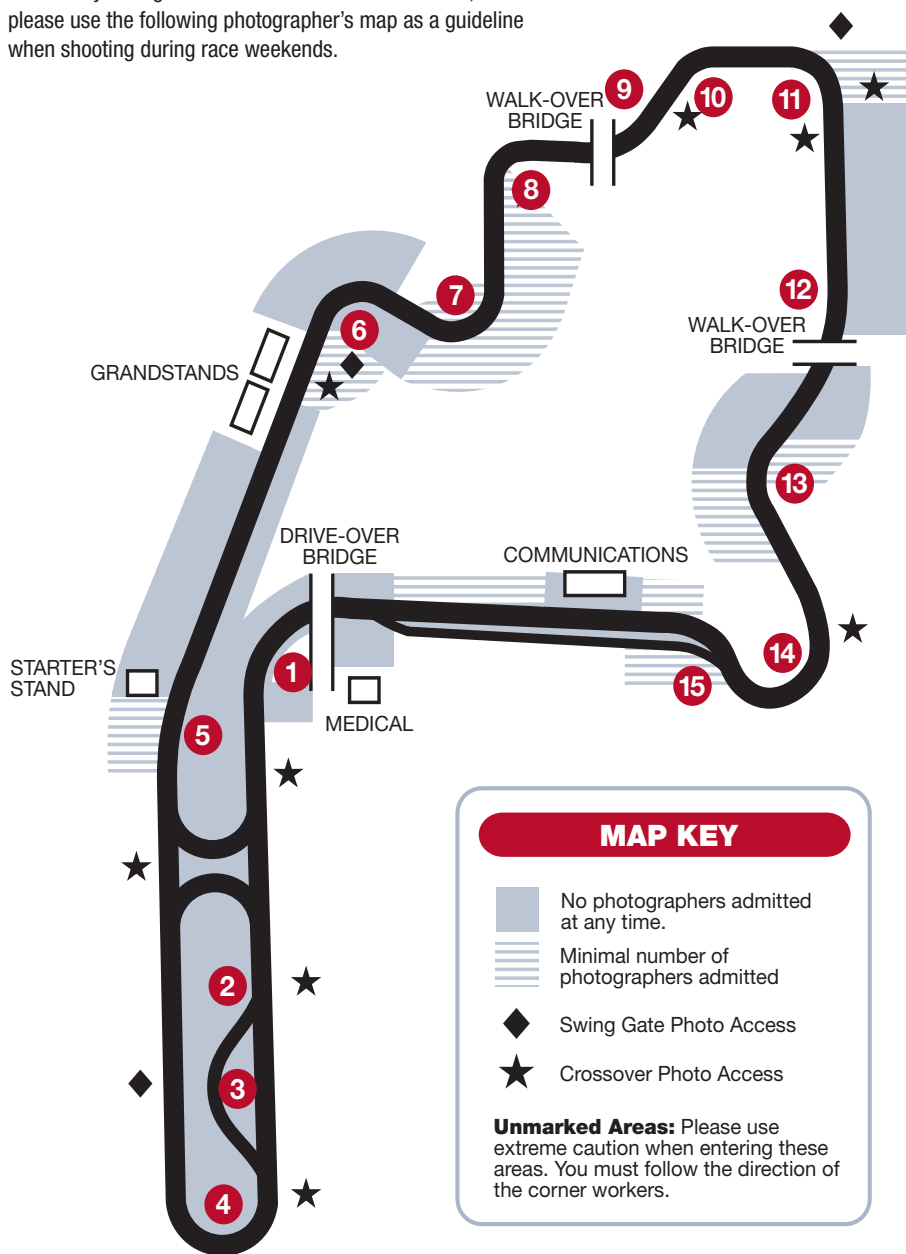 please use the following photographer's map as a guideline
when shooting during race weekends.
9
10
11
WALK-OVER
BRIDGE
8
7
12
6
WALK-OVER
BRIDGE
GRANDSTANDS
13
DRIVE-OVER
BRIDGE
COMMUNICATIONS
1
14
STARTER'S
STAND
15
MEDICAL
5
MAP KEY
No photographers admitted
at any time.
Minimal number of
photographers admitted
Swing Gate Photo Access
Crossover Photo Access
Unmarked Areas: Please use
extreme caution when entering these
areas. You must follow the direction of
the corner workers.
2
3
4